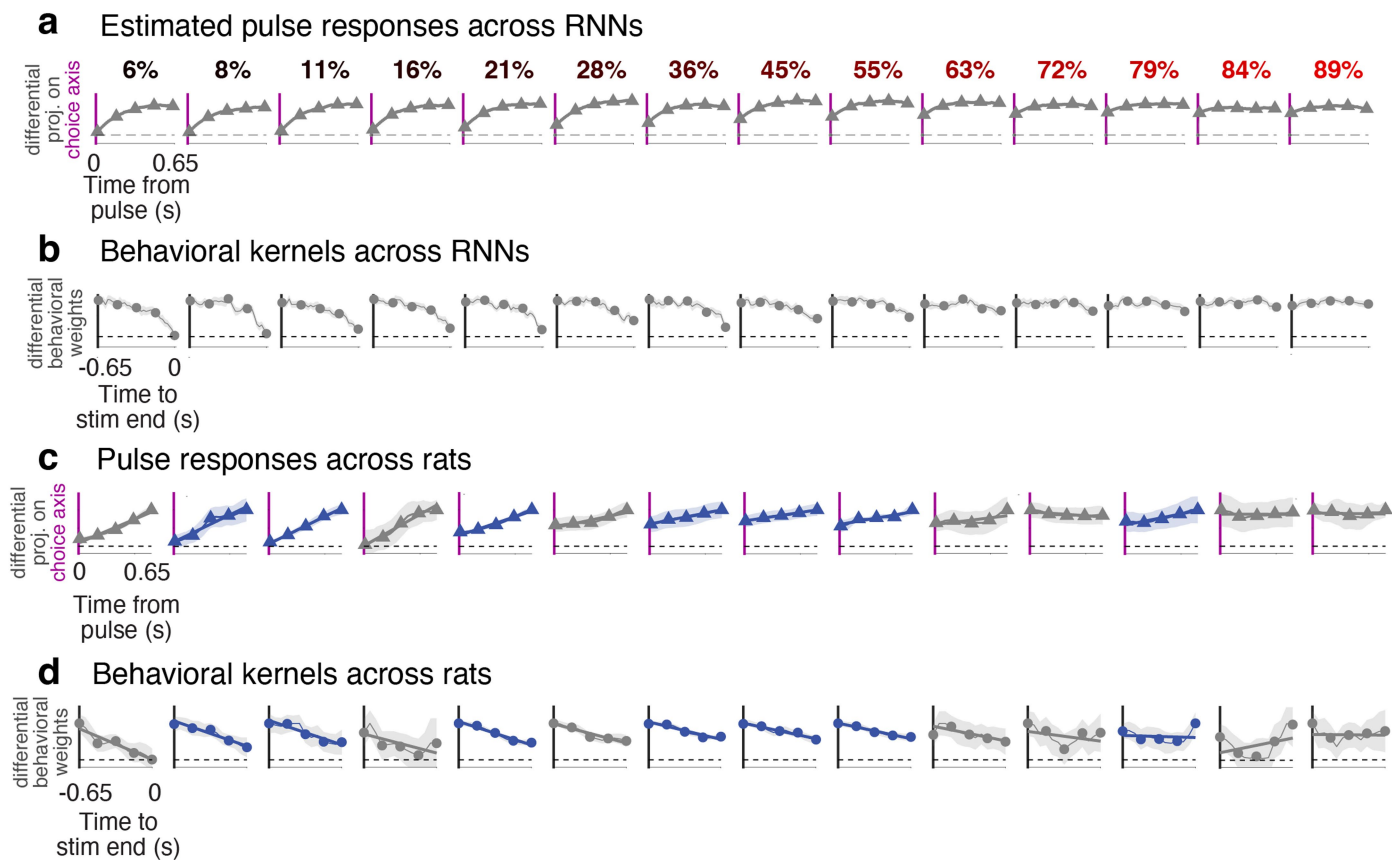 a Estimated pulse responses across RNNs
6% 8% 11% 16% 21% 28% 36% 45% 55% 63% 72% 79% 84% 89%
differential
proj. on
choice axis
0 0.65
Time from
pulse (s)
b Behavioral kernels across RNNs
differential
behavioral
weights
-0.65 0
Time to
stim end (s)
c Pulse responses across rats
differential
proj. on
choice axis
0 0.65
Time from
pulse (s)
d Behavioral kernels across rats
differential
behavioral
weights
-0.65 0
Time to
stim end (s)